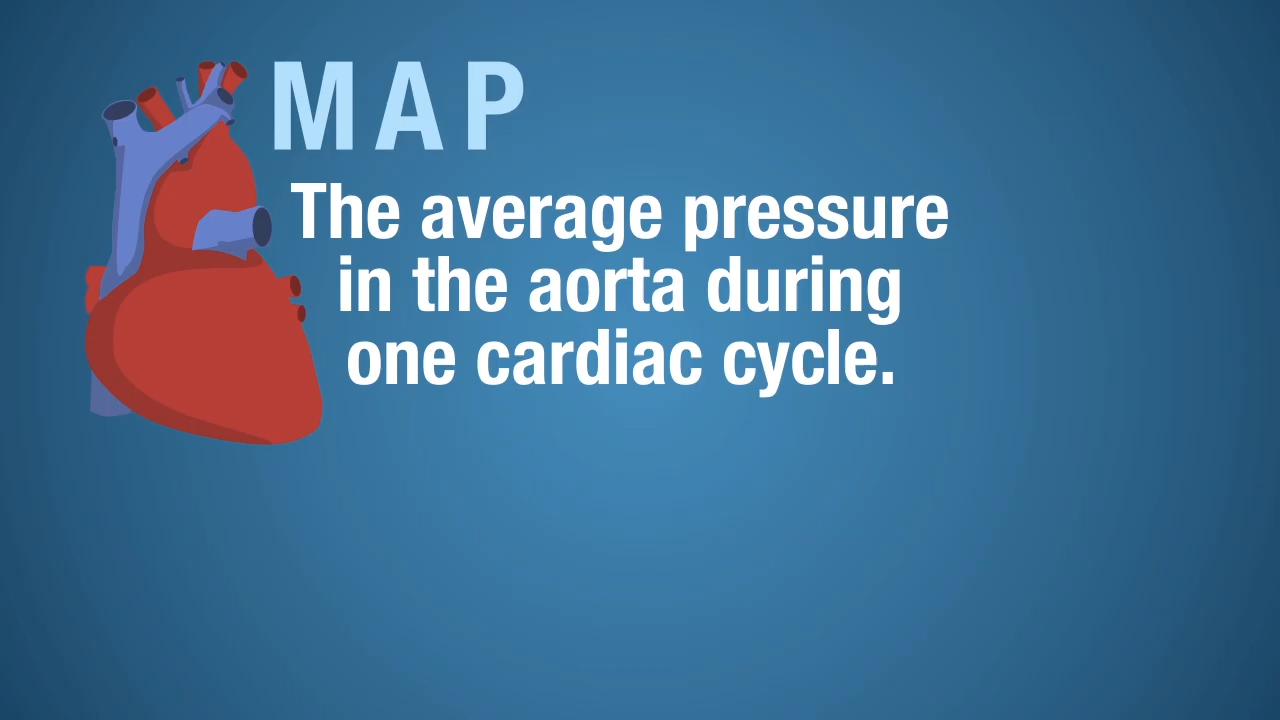 MAP
The average pressure
in the aorta during
one cardiac cycle.